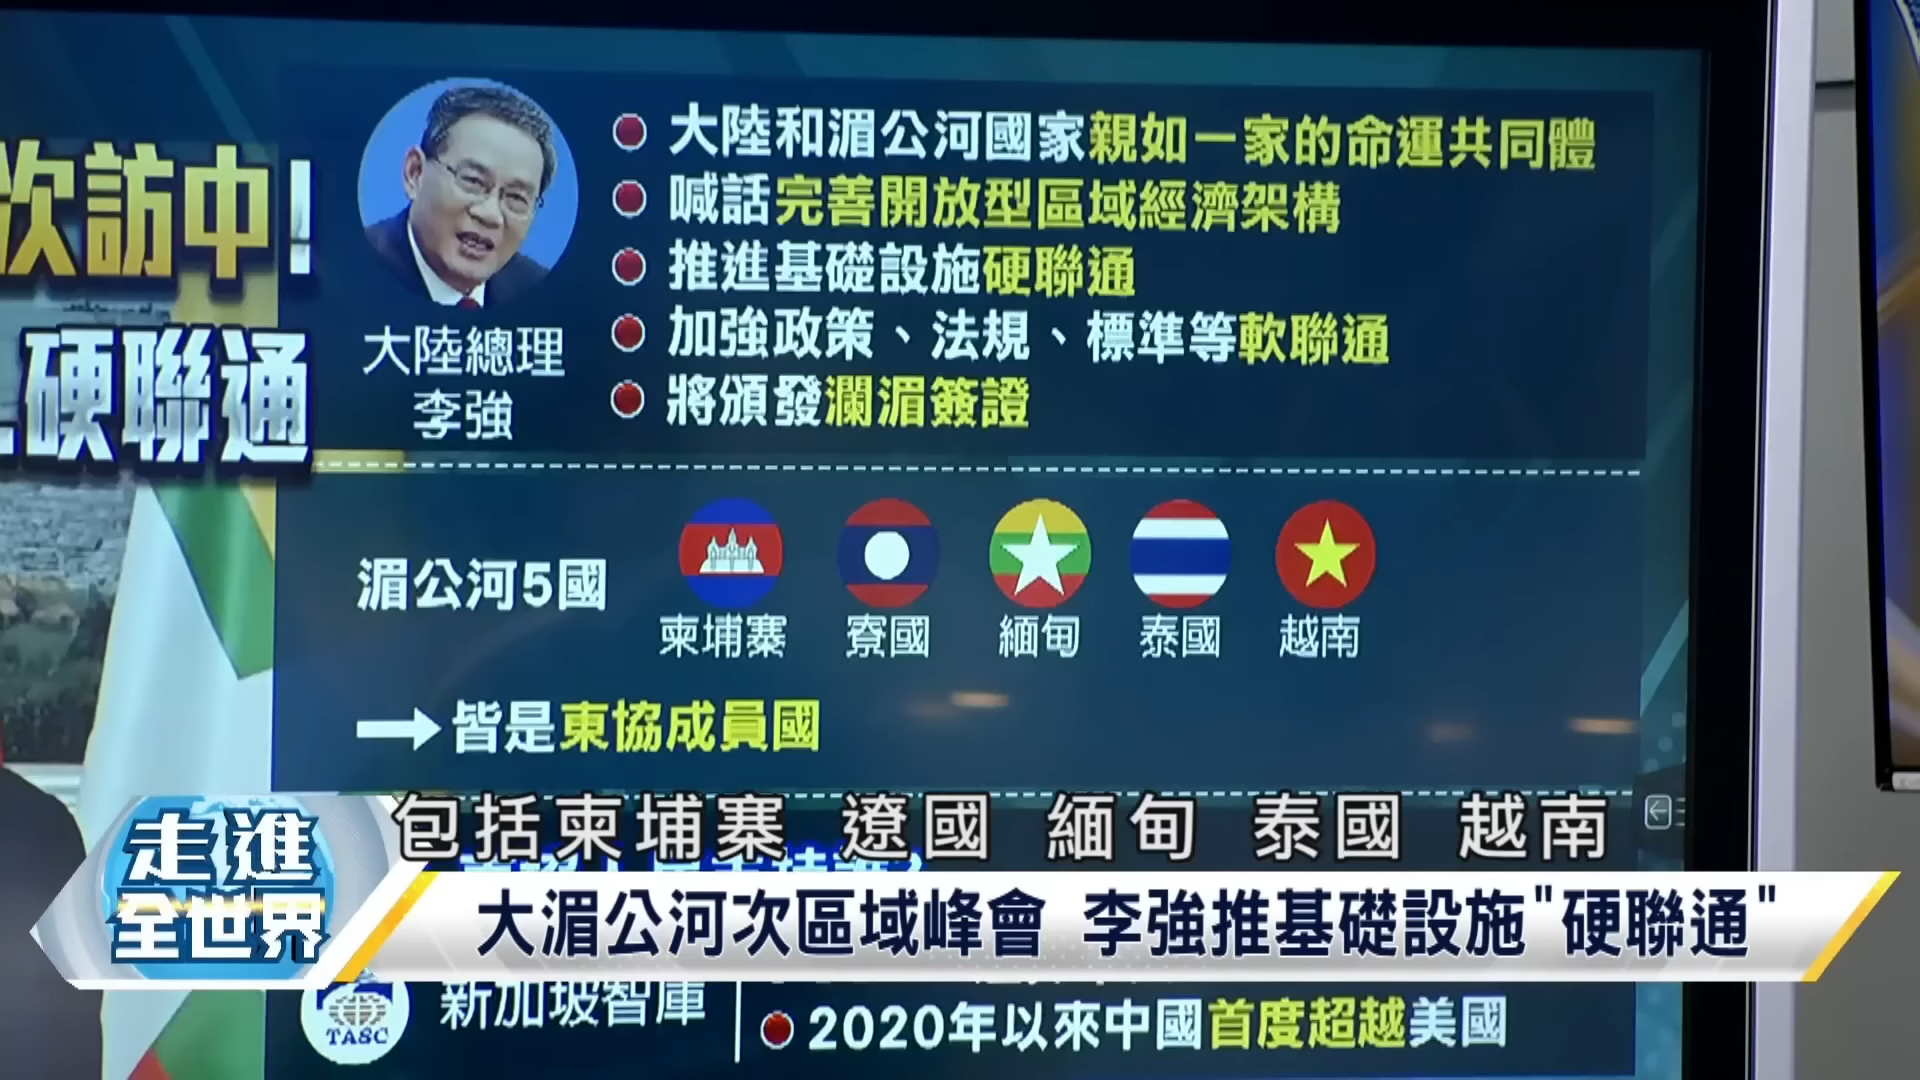 次訪中!
硬聯通
大陸總理
李強
大陸和湄公河國家親如一家的命運共同體
喊話完善開放型區域經濟架構
推進基礎設施硬聯通
加強政策、法規、標準等軟聯通
將頒發瀾湄簽證
湄公河5國
柬埔寨
寮國
緬甸
泰國
越南
皆是東協成員國
包括柬埔寨 遼國 緬甸 泰國 越南
走進
全世界
大湄公河次區域峰會 李強推基礎設施"硬聯通"
TASC
新加坡智庫
2020年以來中國首度超越美國